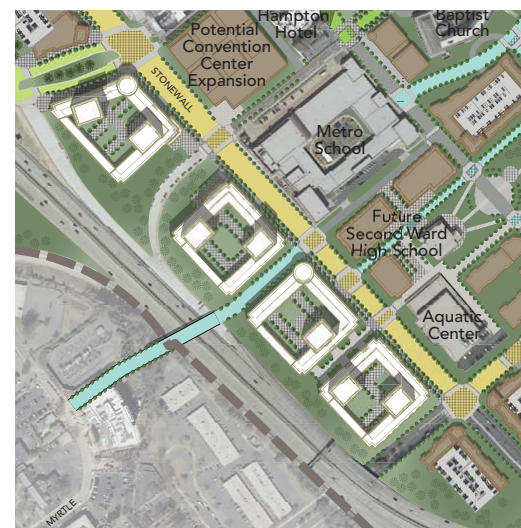 Hampton
Hotel
Baptist
Church
Potential
Convention
Center
Expansion
STONEWALL
Metro
School
Future
Second Ward
High School
Aquatic
Center
MYRTLE